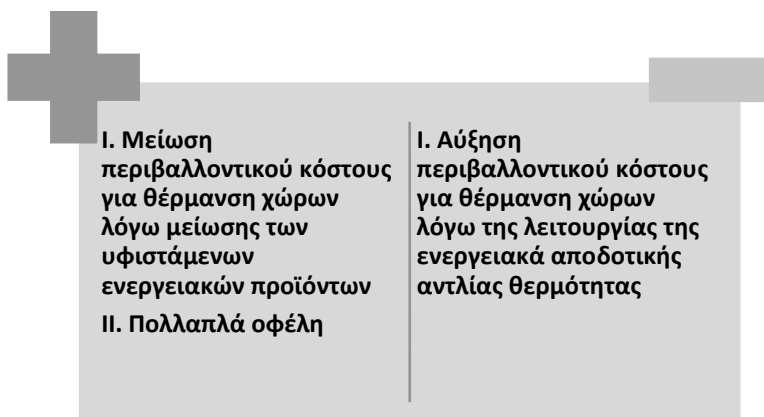 I. Μείωση
περιβαλλοντικού κόστους
για θέρμανση χώρων
λόγω μείωσης των
υφιστάμενων
ενεργειακών προϊόντων
II. Πολλαπλά οφέλη
I. Αύξηση
περιβαλλοντικού κόστους
για θέρμανση χώρων
λόγω της λειτουργίας της
ενεργειακά αποδοτικής
αντλίας θερμότητας